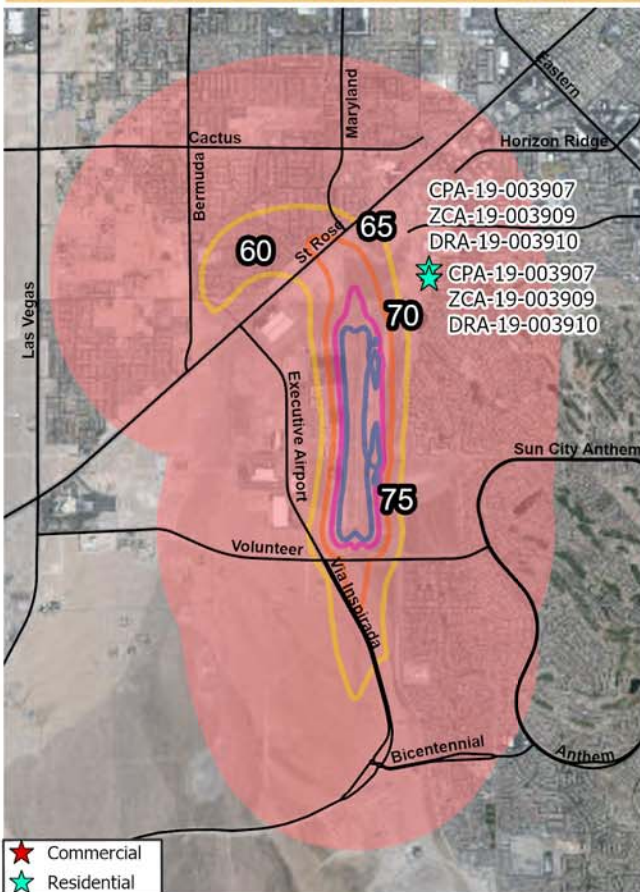 Eastern
Maryland
Cactus
Horizon Ridge
Bermuda
CPA-19-003907
ZCA-19-003909
DRA-19-003910
65
St Rose
60
CPA-19-003907
ZCA-19-003909
DRA-19-003910
Las Vegas
70
Executive Airport
Sun City Anthem
75
Volunteer
Via Inspirada
Bicentennial
Anthem
Commercial
Residential